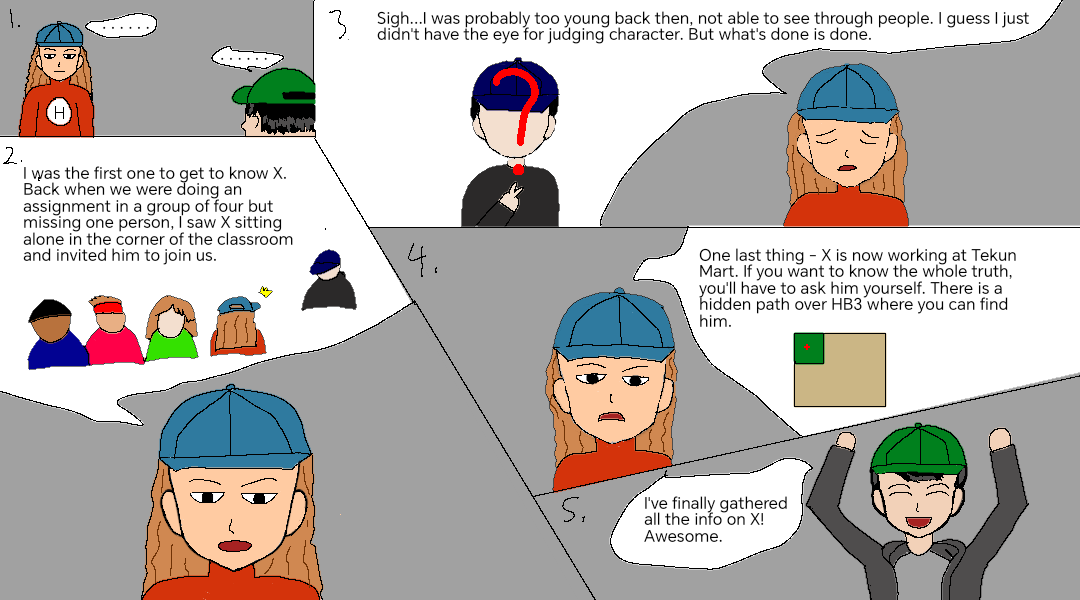 1.
......
......
H
2.
I was the first one to get to know X.
Back when we were doing an
assignment in a group of four but
missing one person, I saw X sitting
alone in the corner of the classroom
and invited him to join us.
3
Sigh...I was probably too young back then, not able to see through people. I guess I just
didn't have the eye for judging character. But what's done is done.
?
4.
One last thing - X is now working at Tekun
Mart. If you want to know the whole truth,
you'll have to ask him yourself. There is a
hidden path over HB3 where you can find
him.
5.
I've finally gathered
all the info on X!
Awesome.